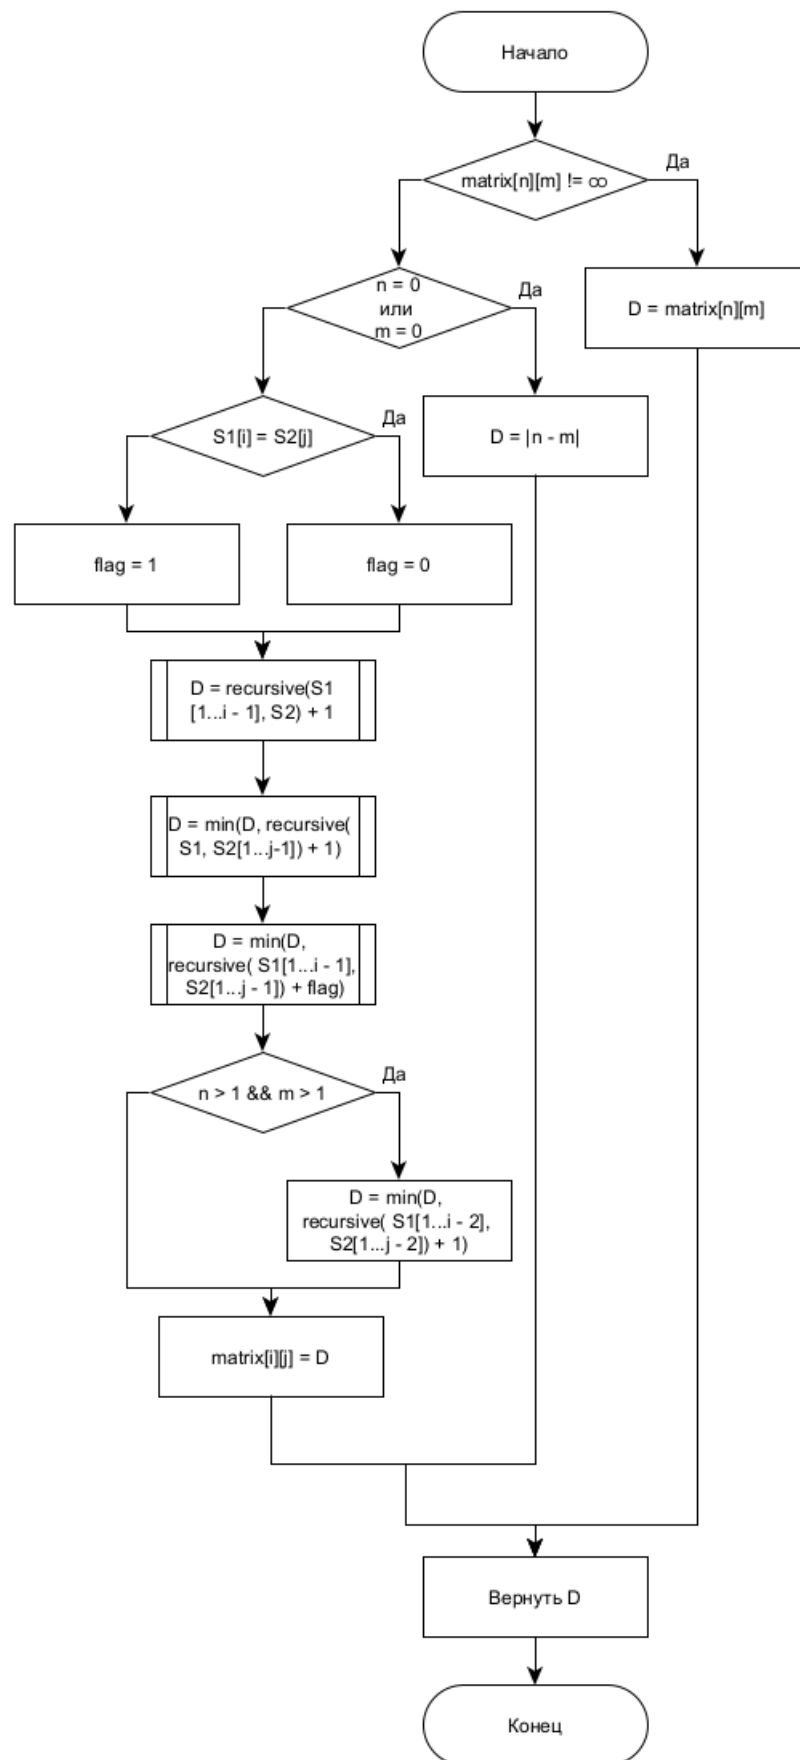 Начало
matrix[n][m] != ∞
Да
D = matrix[n][m]
n = 0
или
m = 0
Да
D = |n - m|
S1[i] = S2[j]
Да
flag = 1
flag = 0
D = recursive(S1
[1...i - 1], S2) + 1
D = min(D, recursive(
S1, S2[1...j-1]) + 1)
D = min(D,
recursive( S1[1...i - 1],
S2[1...j - 1]) + flag)
n > 1 && m > 1
Да
D = min(D,
recursive( S1[1...i - 2],
S2[1...j - 2]) + 1)
matrix[i][j] = D
Вернуть D
Конец